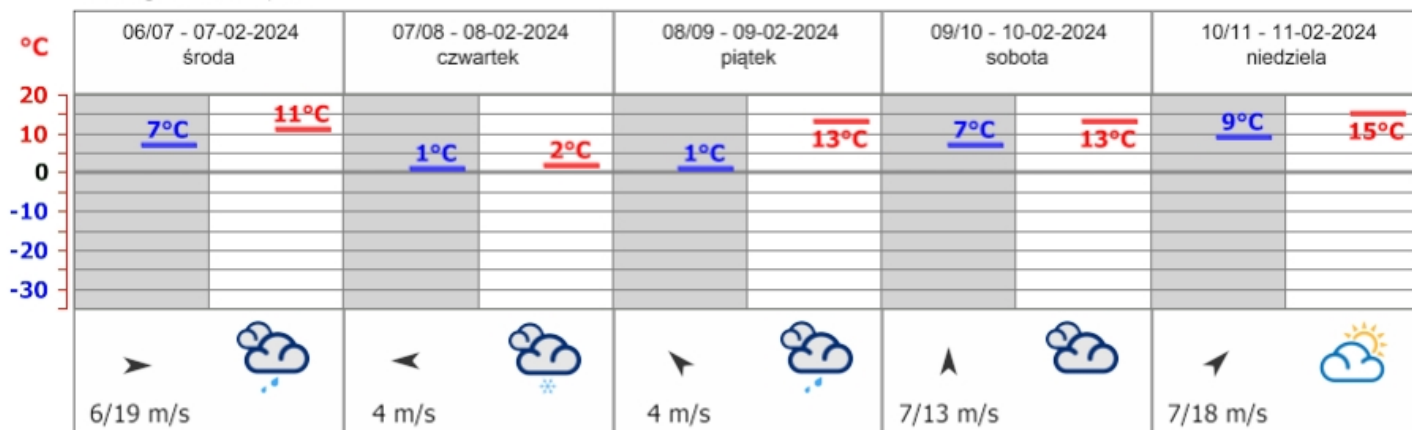 °C
06/07 - 07-02-2024
środa
07/08 - 08-02-2024
czwartek
08/09 - 09-02-2024
piątek
09/10 - 10-02-2024
sobota
10/11 - 11-02-2024
niedziela
20
10
0
-10
-20
-30
7°C
11°C
1°C
2°C
1°C
13°C
7°C
13°C
9°C
15°C
6/19 m/s
4 m/s
4 m/s
7/13 m/s
7/18 m/s